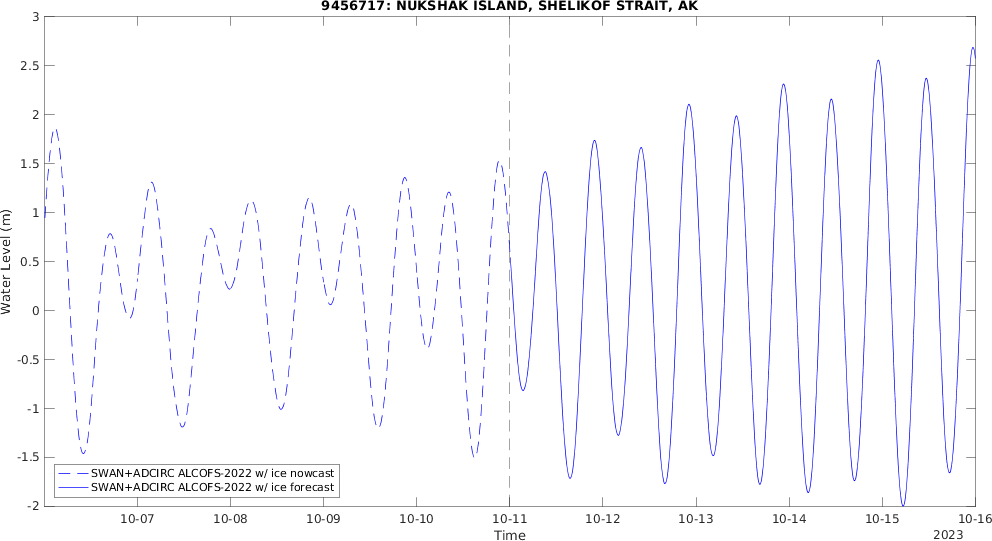 9456717: NUKSHAK ISLAND, SHELIKOF STRAIT, AK
3
2.5
2
1.5
1
0.5
0
-0.5
-1
-1.5
-2
Water Level (m)
SWAN+ADCIRC ALCOFS-2022 w/ ice nowcast
SWAN+ADCIRC ALCOFS-2022 w/ ice forecast
10-07 10-08 10-09 10-10 10-11 10-12 10-13 10-14 10-15 10-16
Time
2023